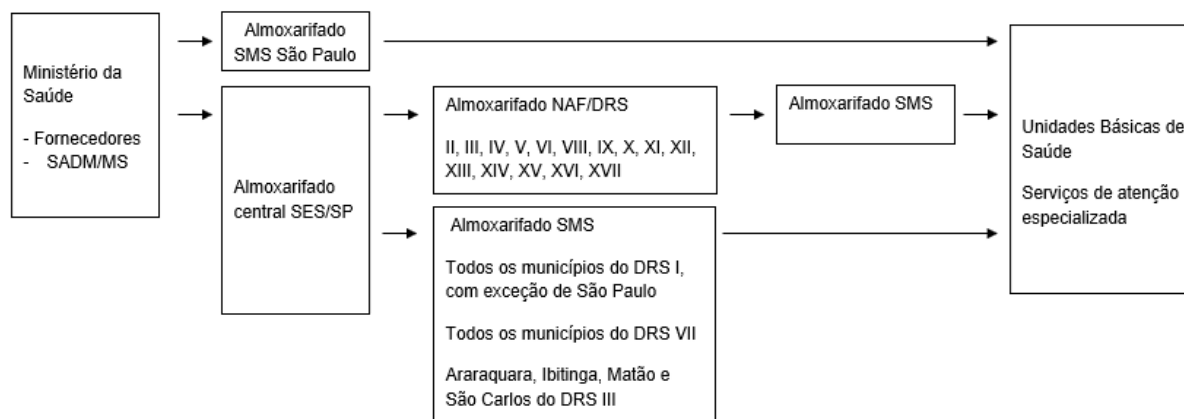 Ministério da
Saúde
- Fornecedores
- SADM/MS
Almoxarifado
SMS São Paulo
Almoxarifado
central SES/SP
Almoxarifado NAF/DRS
II, III, IV, V, VI, VIII, IX, X, XI, XII,
XIII, XIV, XV, XVI, XVII
Almoxarifado SMS
Almoxarifado SMS
Todos os municípios do DRS I,
com exceção de São Paulo
Todos os municípios do DRS VII
Araraquara, Ibitinga, Matão e
São Carlos do DRS III
Unidades Básicas de
Saúde
Serviços de atenção
especializada